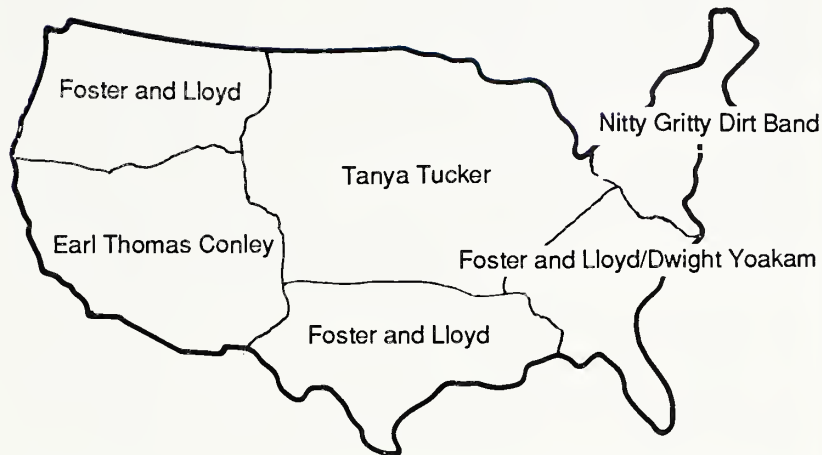 Foster and Lloyd
Nitty Gritty Dirt Band
Tanya Tucker
Earl Thomas Conley
Foster and Lloyd/Dwight Yoakam
Foster and Lloyd